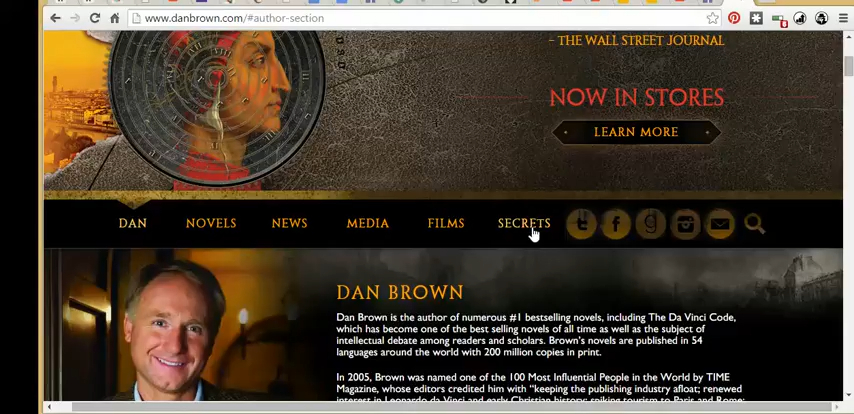 www.danbrown.com/#author-section
– THE WALL STREET JOURNAL
NOW IN STORES
LEARN MORE
DAN NOVELS NEWS MEDIA FILMS SECRETS
DAN BROWN
Dan Brown is the author of numerous #1 bestselling novels, including The Da Vinci Code,
which has become one of the best selling novels of all time as well as the subject of
intellectual debate among readers and scholars. Brown's novels are published in 54
languages around the world with 200 million copies in print.
In 2005, Brown was named one of the 100 Most Influential People in the World by TIME
Magazine, whose editors credited him with "keeping the publishing industry afloat; renewed
interest in Leonardo da Vinci and early Christian history; spiking tourism to Paris and Rome;